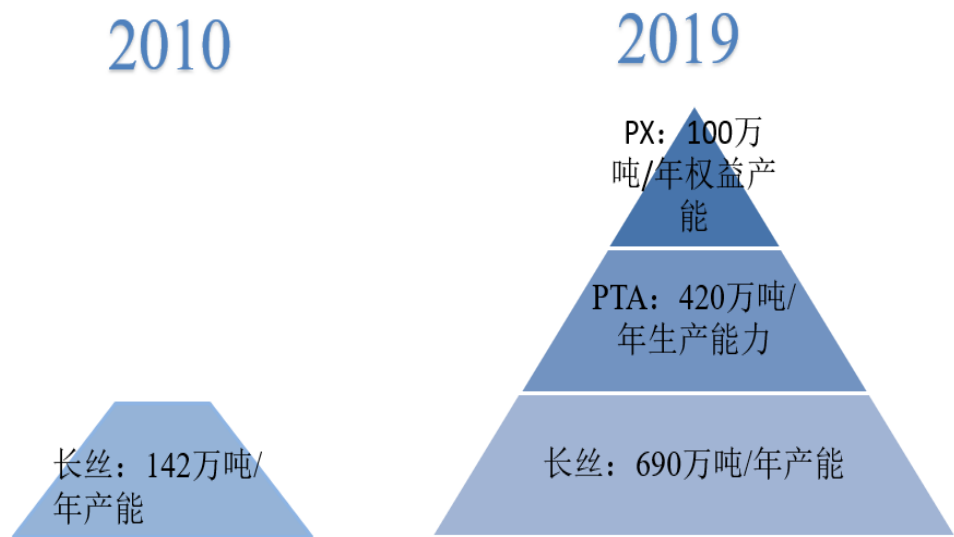 2010
2019
PX：100万
吨/年权益产
能
PTA：420万吨/
年生产能力
长丝：142万吨/
年产能
长丝：690万吨/年产能